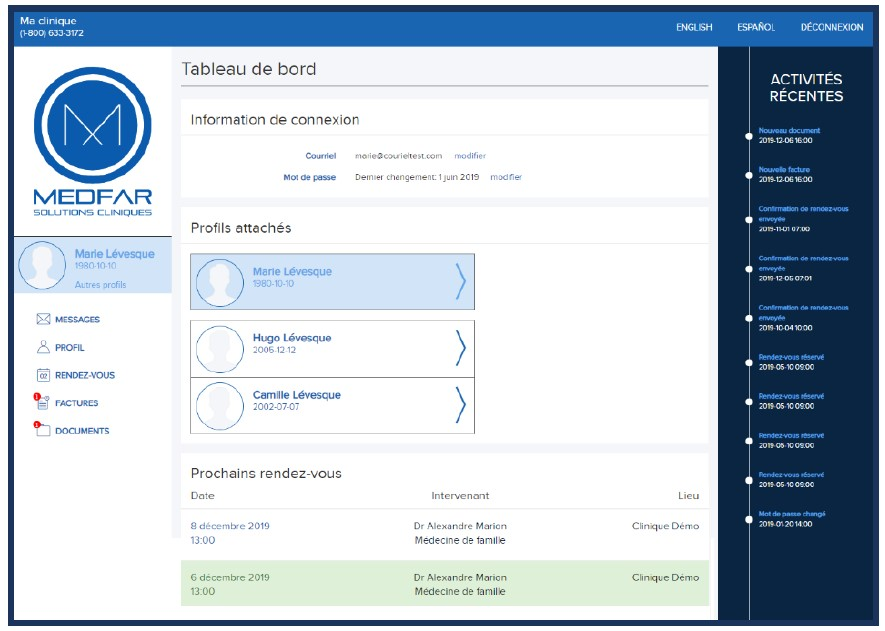 Ma clinique
(1-800) 633-3172
ENGLISH ESPAÑOL DÉCONNEXION
MEDFAR
SOLUTIONS CLINIQUES
Marie Lévesque
1980-10-10
Autres profils
MESSAGES
PROFIL
02 RENDEZ-VOUS
1 FACTURES
1 DOCUMENTS
Tableau de bord
Information de connexion
Courriel marie@courieltest.com modifier
Mot de passe Dernier changement: 1 juin 2019 modifier
Profils attachés
Marie Lévesque
1980-10-10
Hugo Lévesque
2005-12-12
Camille Lévesque
2002-07-07
Prochains rendez-vous
Date Intervenant Lieu
8 décembre 2019 Dr Alexandre Marion Clinique Démo
13:00 Médecine de famille
6 décembre 2019 Dr Alexandre Marion Clinique Démo
13:00 Médecine de famille
ACTIVITÉS
RÉCENTES
Nouveau document
2019-12-06 16:00
Nouvelle facture
2019-12-06 16:00
Confirmation de rendez-vous
envoyée
2019-11-01 07:00
Confirmation de rendez-vous
envoyée
2019-12-05 07:01
Confirmation de rendez-vous
envoyée
2019-10-04 10:00
Rendez-vous réservé
2019-05-10 09:00
Rendez-vous réservé
2019-05-10 09:00
Rendez-vous réservé
2019-05-10 09:00
Rendez-vous réservé
2019-05-10 09:00
Mot de passe changé
2019-01-20 14:00